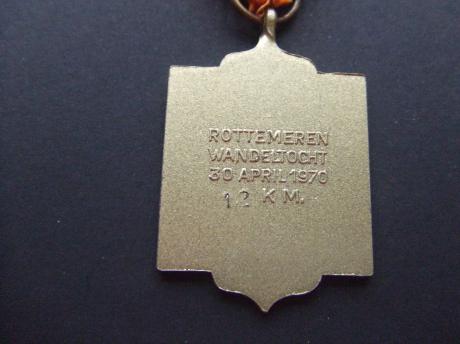 ROTTEMEREN
WANDELTOCHT
30 APRIL 1970
12 KM.